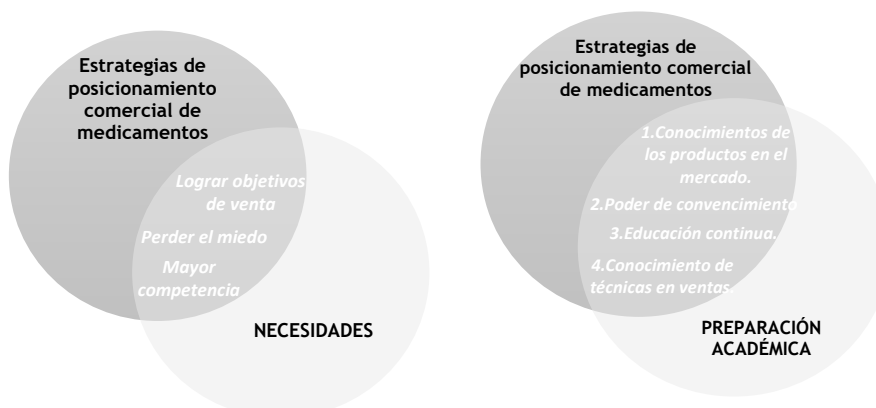 Estrategias de
posicionamiento
comercial de
medicamentos
Lograr objetivos
de venta
Perder el miedo
Mayor
competencia
NECESIDADES
Estrategias de
posicionamiento comercial
de medicamentos
1.Conocimientos de
los productos en el
mercado.
2.Poder de convencimiento
3.Educación continua.
4.Conocimiento de
técnicas en ventas.
PREPARACIÓN
ACADÉMICA